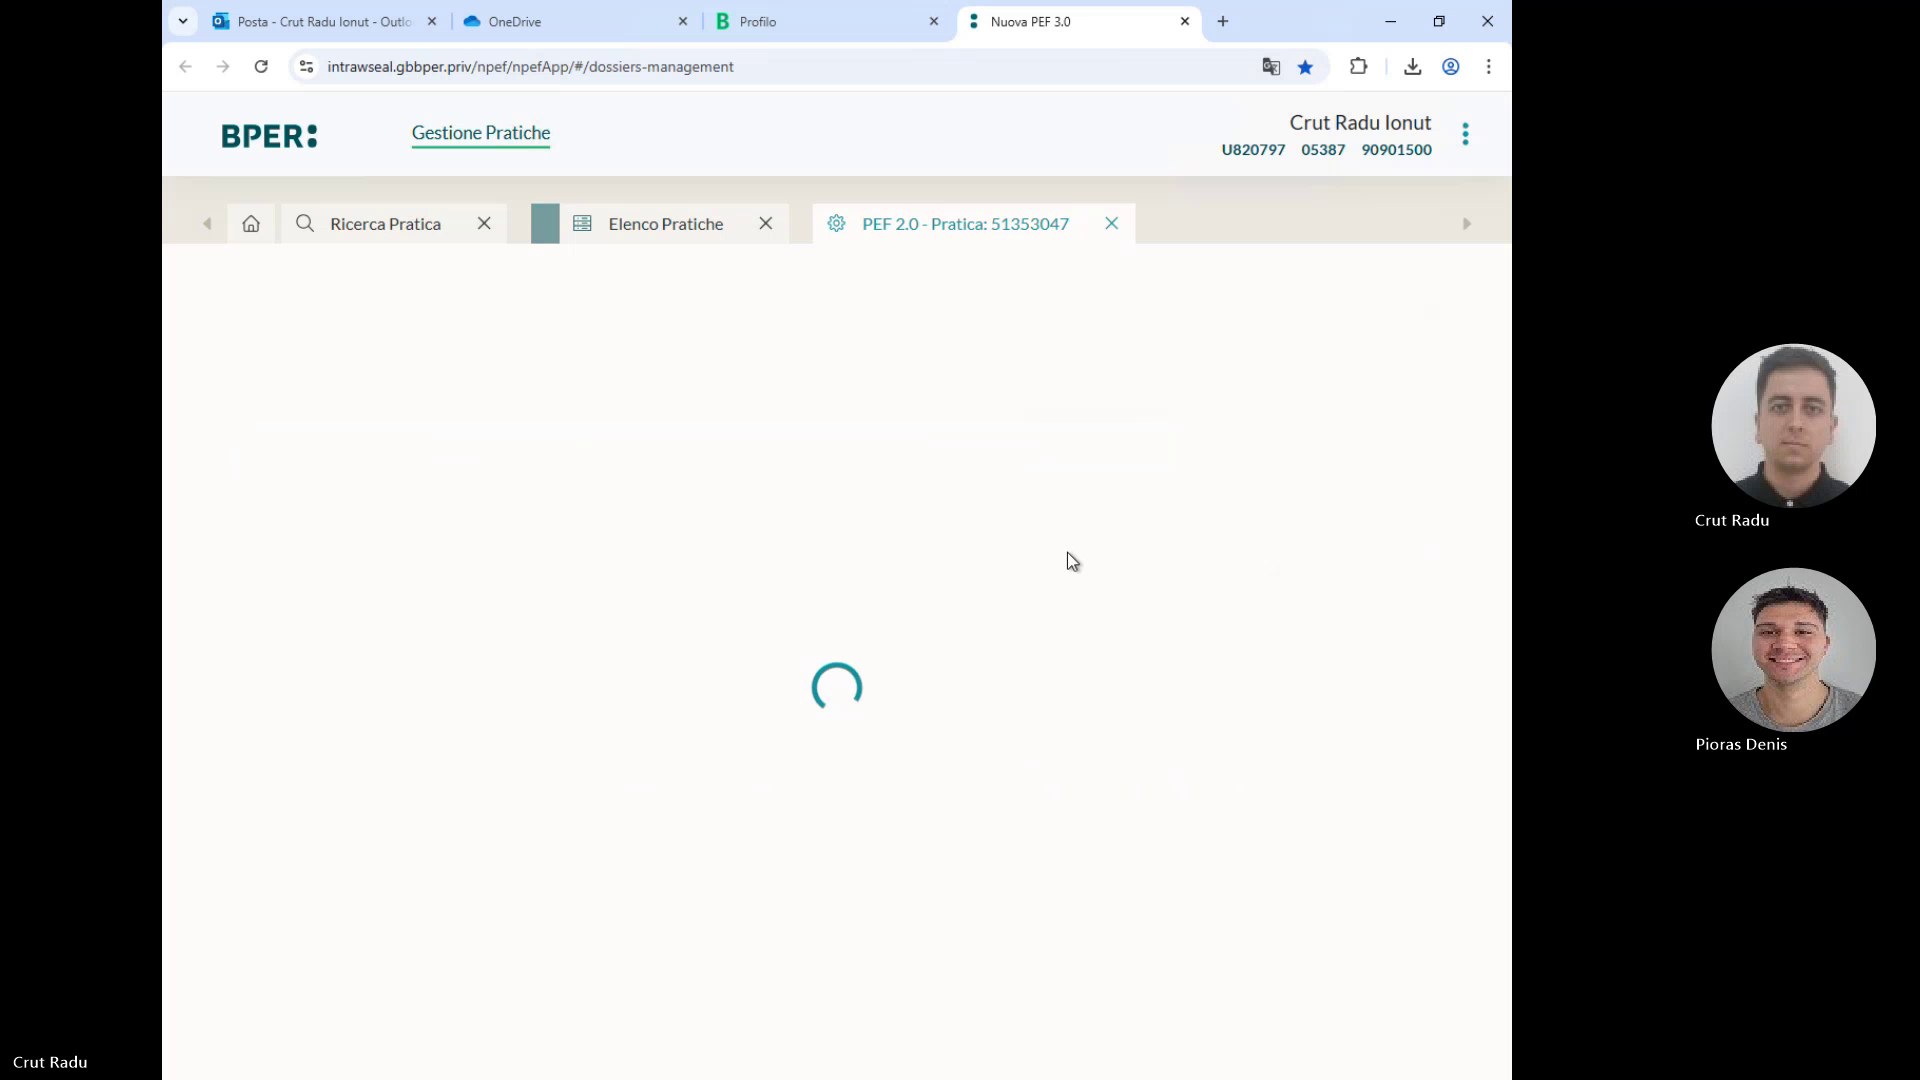 Posta - Crut Radu Ionut - Outlo
OneDrive
Profilo
Nuova PEF 3.0
intrawseal.gbbper.priv/npef/npefApp/#/dossiers-management
BPER:
Gestione Pratiche
Crut Radu Ionut
U820797 05387 90901500
Ricerca Pratica
Elenco Pratiche
PEF 2.0 - Pratica: 51353047
Crut Radu
Pioras Denis
Crut Radu